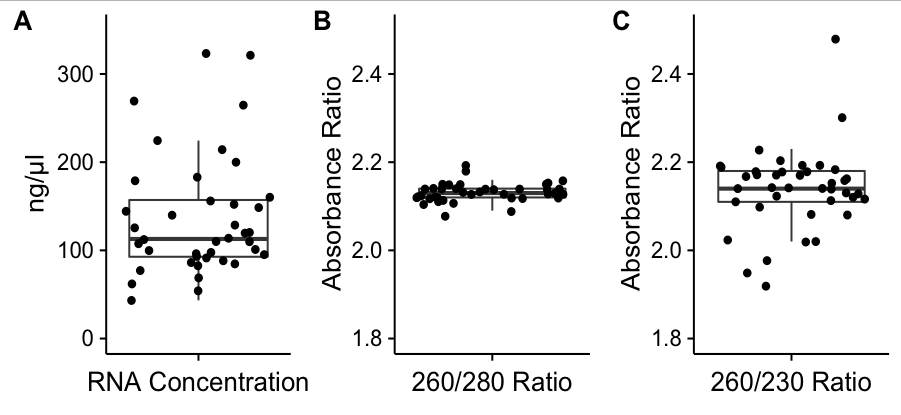 A
ng/µl
300
200
100
0
RNA Concentration
B
Absorbance Ratio
2.4
2.2
2.0
1.8
260/280 Ratio
C
Absorbance Ratio
2.4
2.2
2.0
1.8
260/230 Ratio